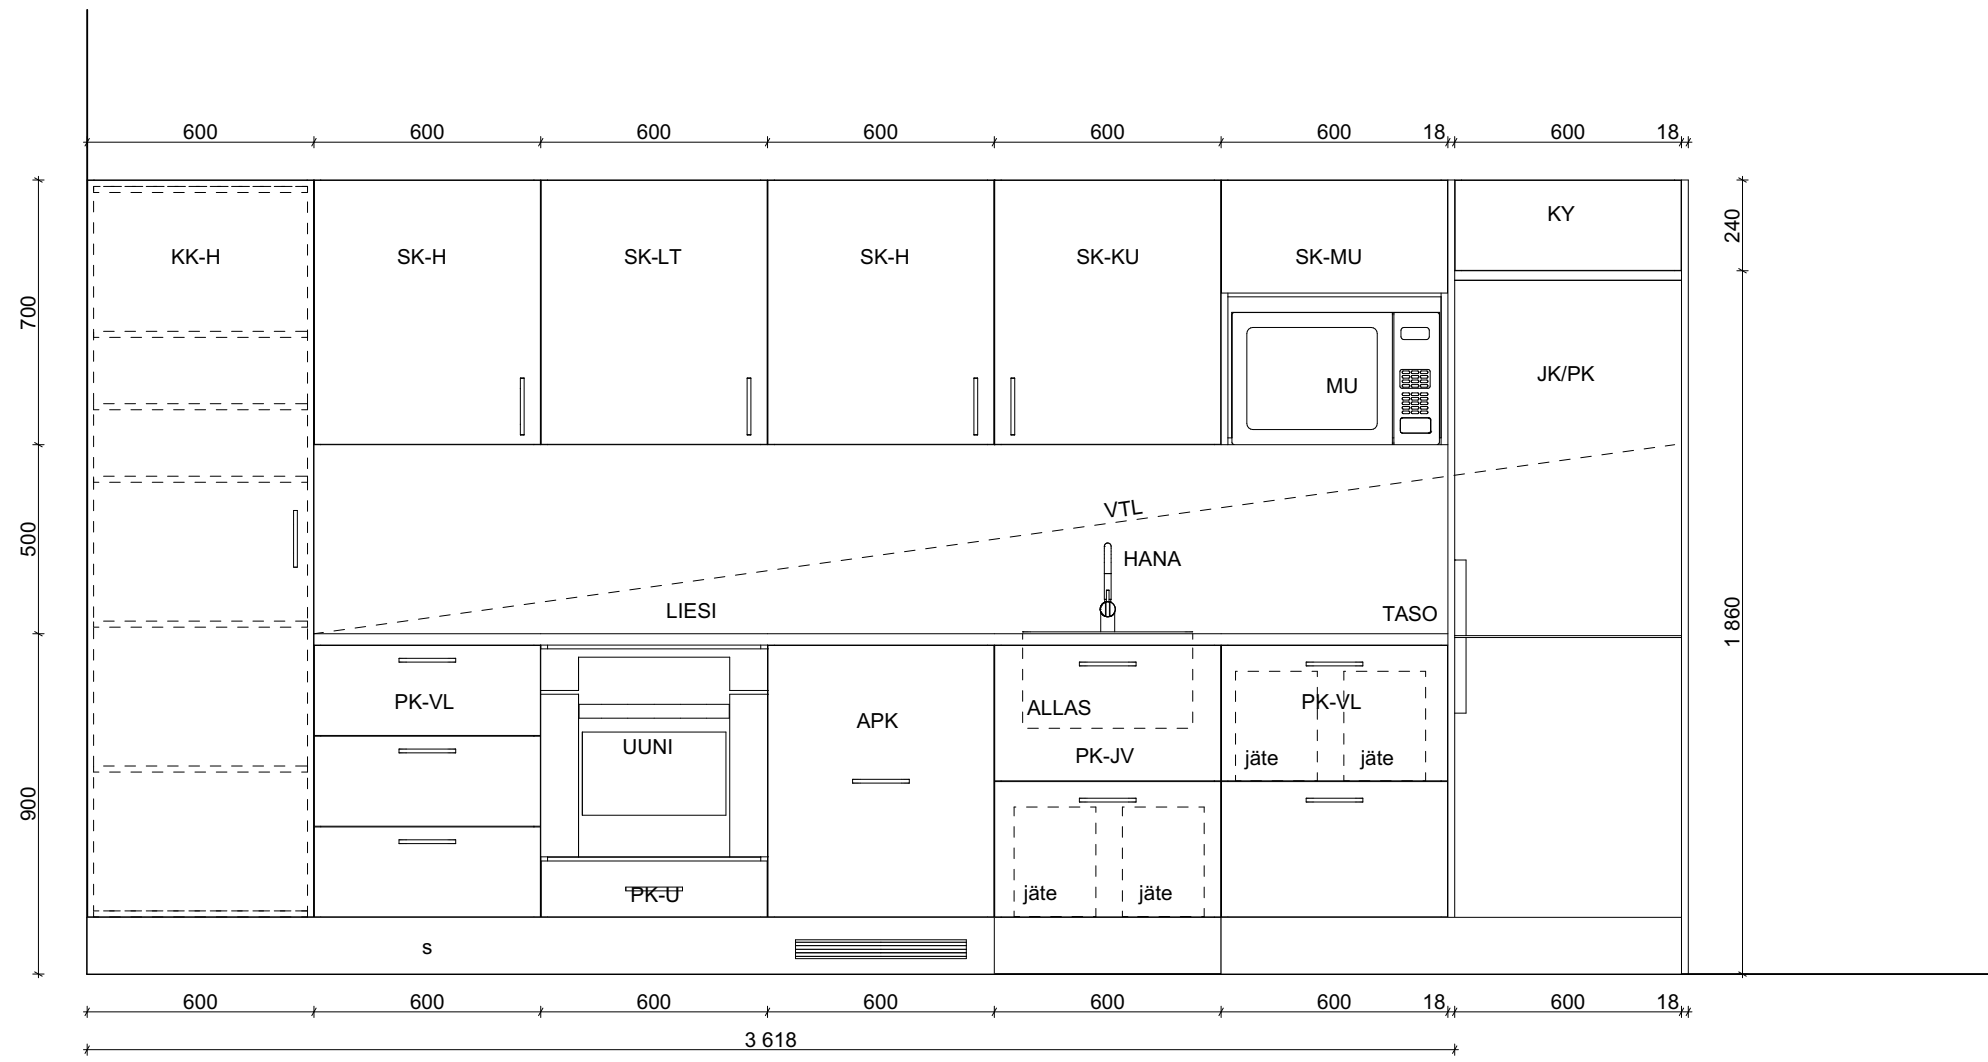 600 600 600 600 600 600 18 600 18
KY
240
KK-H SK-H SK-LT SK-H SK-KU SK-MU
700
JK/PK
MU
VTL
500
HANA
LIESI TASO
1 860
PK-VL ALLAS PK-VL
APK
UUNI
PK-JV jäte jäte
900
PK-U jäte jäte
s
600 600 600 600 600 600 18 600 18
3 618